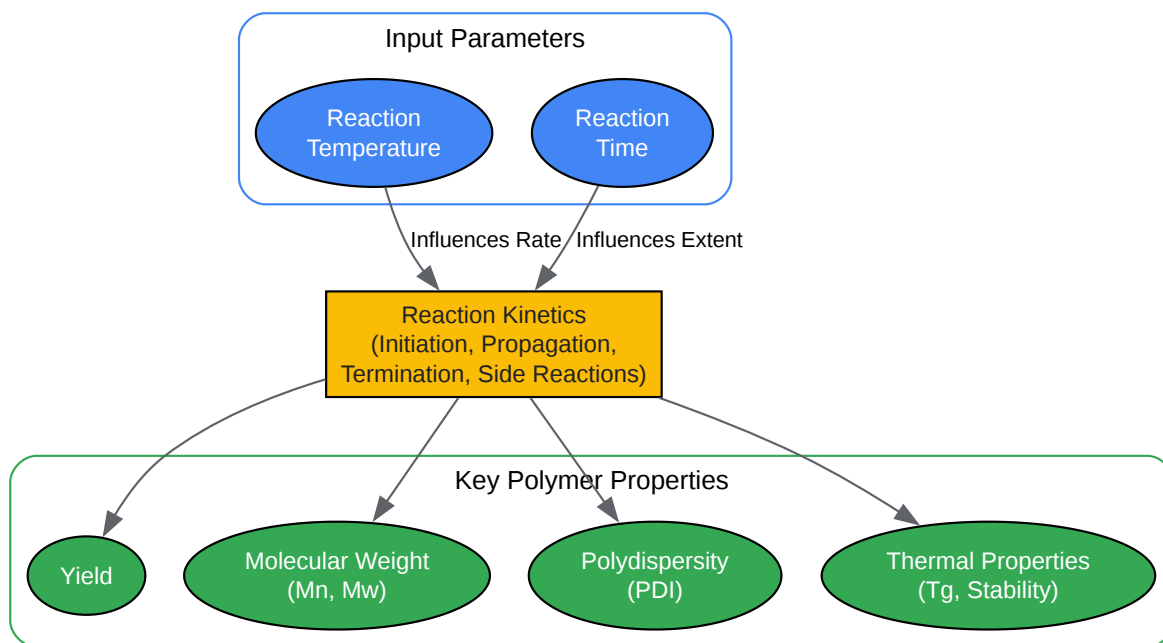 Input Parameters
Reaction
Temperature
Reaction
Time
Influences Rate
Influences Extent
Reaction Kinetics
(Initiation, Propagation,
Termination, Side Reactions)
Key Polymer Properties
Yield
Molecular Weight
(Mn, Mw)
Polydispersity
(PDI)
Thermal Properties
(Tg, Stability)